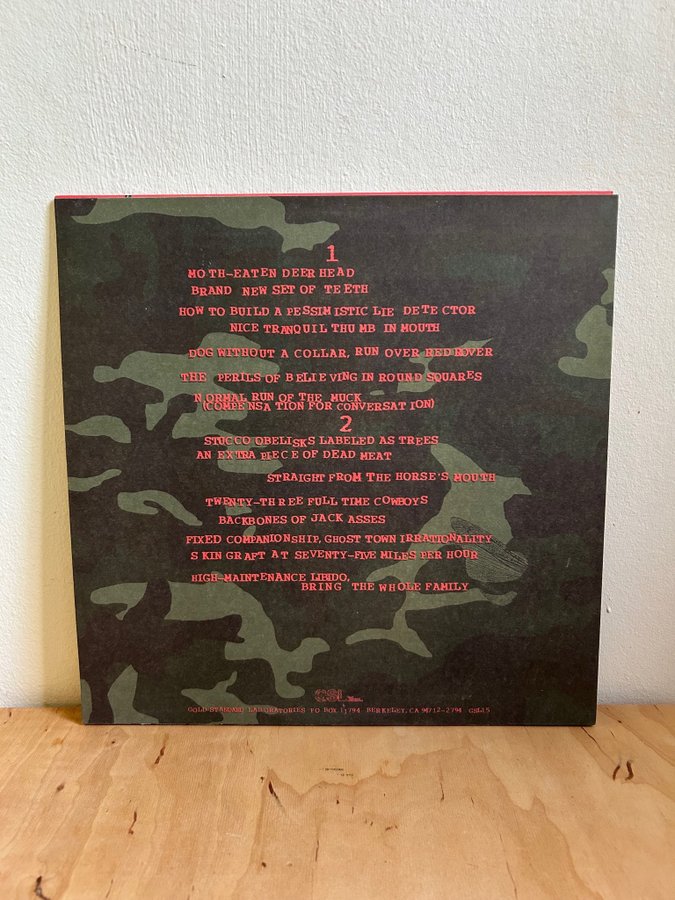 1
MOTH-EATEN DEER HEAD
BRAND NEW SET OF TEETH
HOW TO BUILD A PESSIMISTIC LIE DETECTOR
NICE TRANQUIL THUMB IN MOUTH
DOG WITHOUT A COLLAR, RUN OVER RED ROVER
THE PERILS OF BELIEVING IN ROUND SQUARES
NORMAL RUN OF THE MUCK
(COMPENSATION FOR CONVERSATION)
2
STUCCO OBELISKS LABELED AS TREES
AN EXTRA PIECE OF DEAD MEAT
STRAIGHT FROM THE HORSE'S MOUTH
TWENTY-THREE FULL TIME COWBOYS
BACKBONES OF JACK ASSES
FIXED COMPANIONSHIP, GHOST TOWN IRRATIONALITY
SKIN GRAFT AT SEVENTY-FIVE MILES PER HOUR
HIGH-MAINTENANCE LIBIDO,
BRING THE WHOLE FAMILY
GSL
GOLD STANDARD LABORATORIES PO BOX 11794 BERKELEY, CA 94712-2794 GSL15